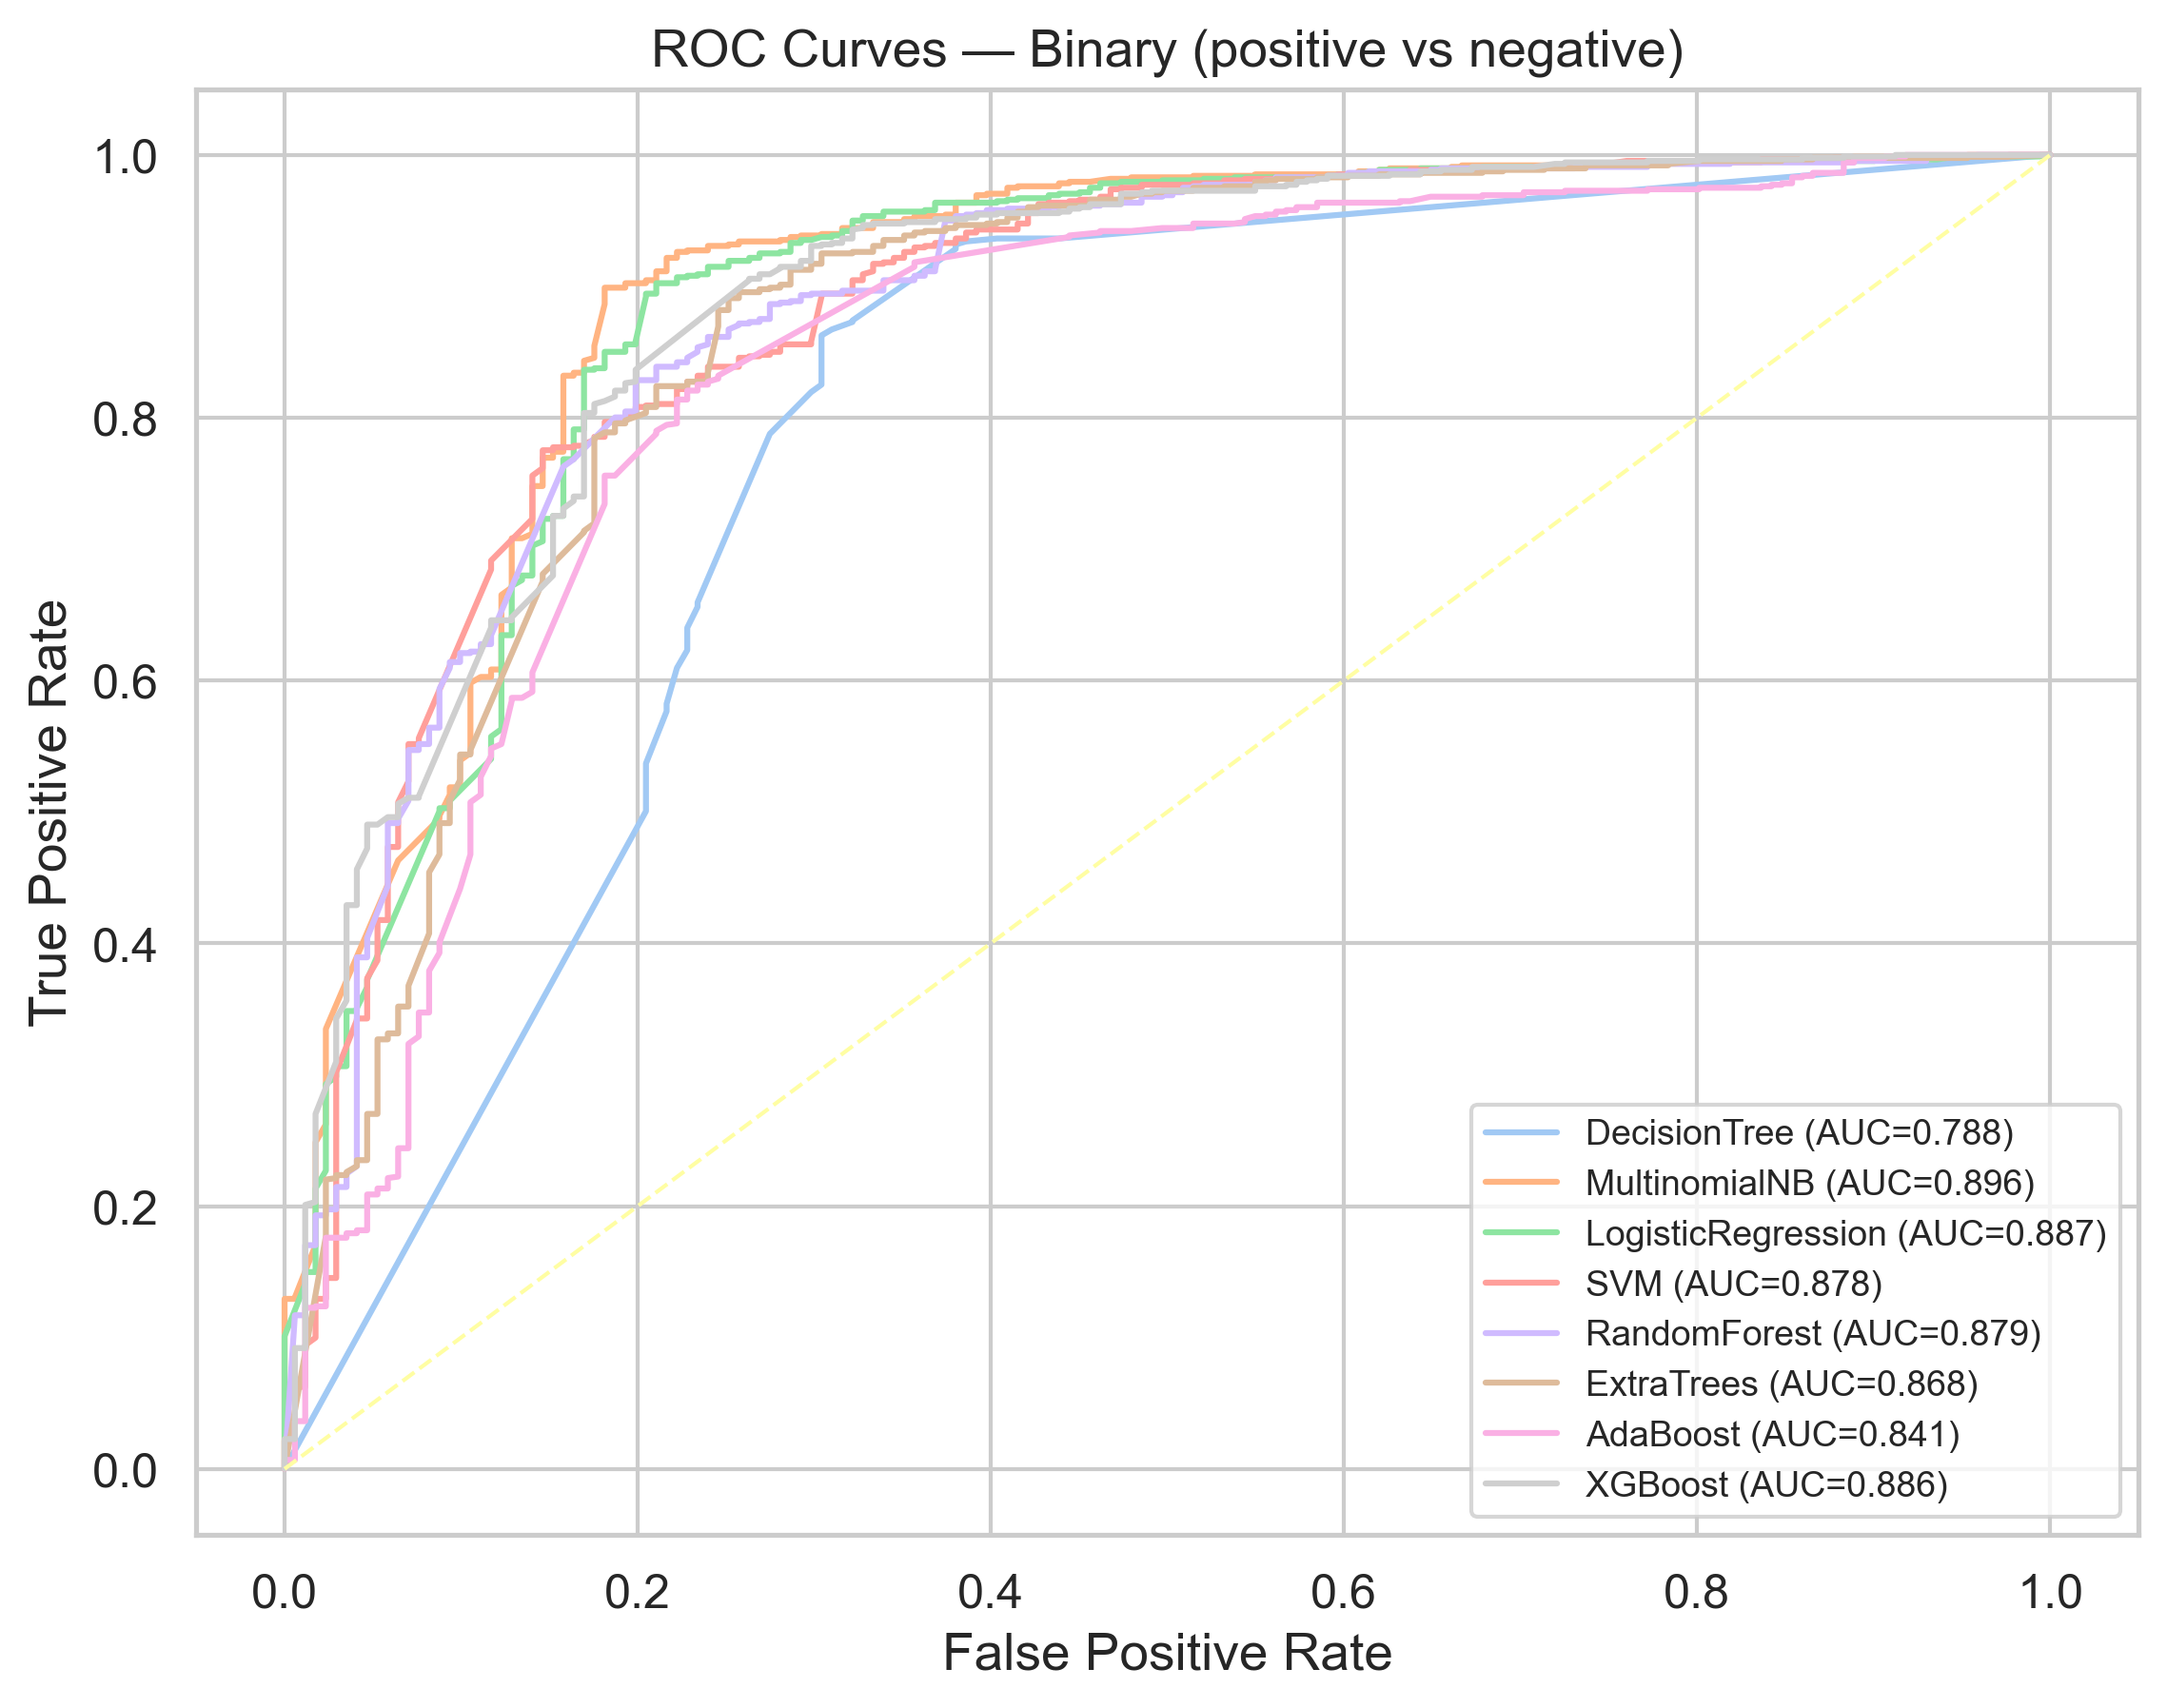 ROC Curves — Binary (positive vs negative)
1.0
0.8
0.6
0.4
0.2
0.0
True Positive Rate
DecisionTree (AUC=0.788)
MultinomialNB (AUC=0.896)
LogisticRegression (AUC=0.887)
SVM (AUC=0.878)
RandomForest (AUC=0.879)
ExtraTrees (AUC=0.868)
AdaBoost (AUC=0.841)
XGBoost (AUC=0.886)
0.0 0.2 0.4 0.6 0.8 1.0
False Positive Rate